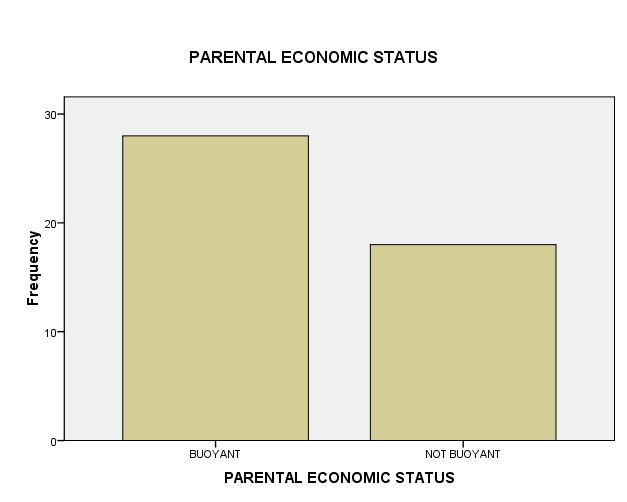 PARENTAL ECONOMIC STATUS
30
20
10
0
Frequency
BUOYANT
NOT BUOYANT
PARENTAL ECONOMIC STATUS